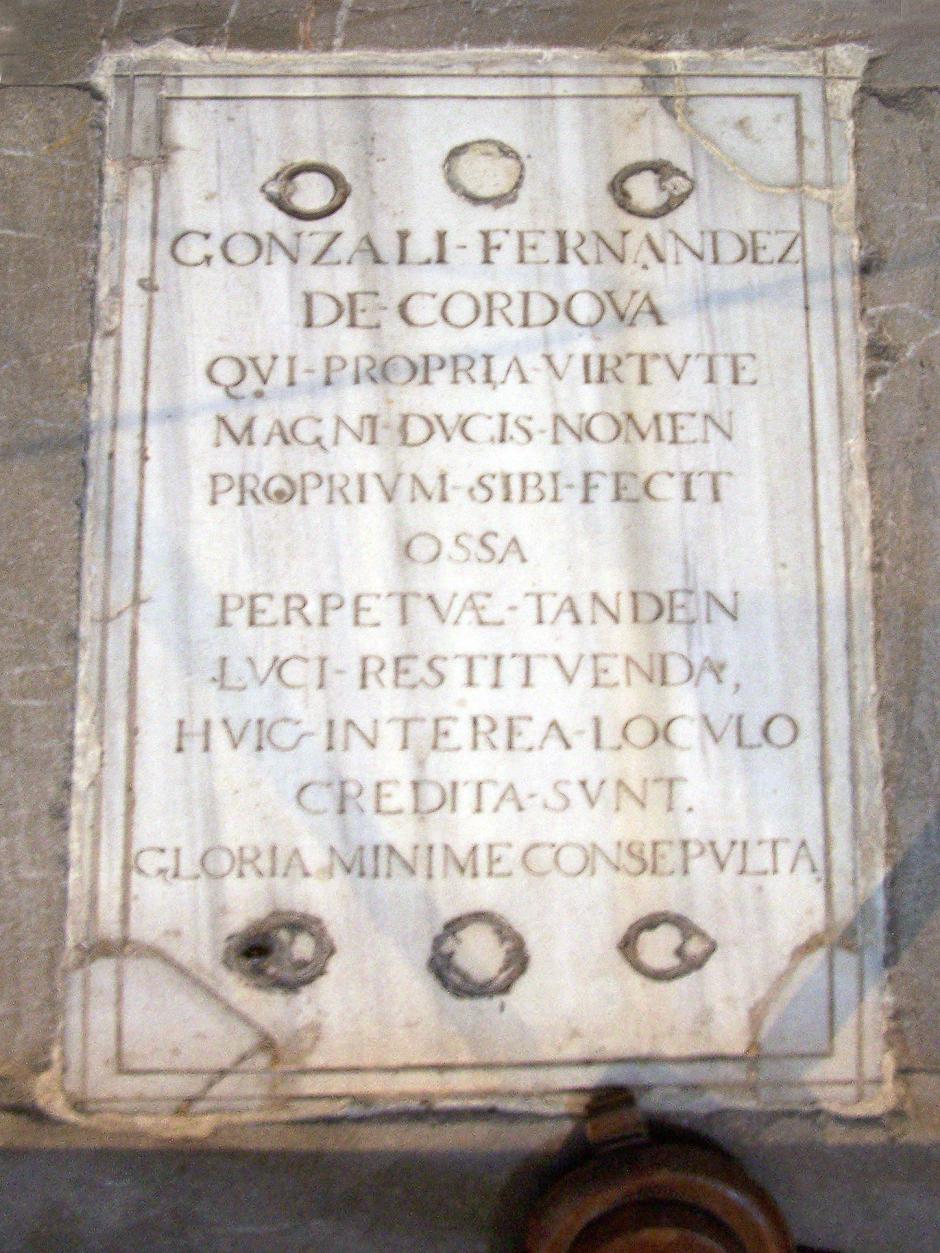 GONZALI-FERNANDEZ
DE-CORDOVA
QVI-PROPRIA-VIRTVTE
MAGNI-DVCIS-NOMEN
PROPRIVM-SIBI-FECIT
OSSA
PERPETVÆ-TANDEN
LVCI-RESTITVENDA,
HVIC-INTEREA-LOCVLO
CREDITA-SVNT.
GLORIA MINIME CONSEPVLTA